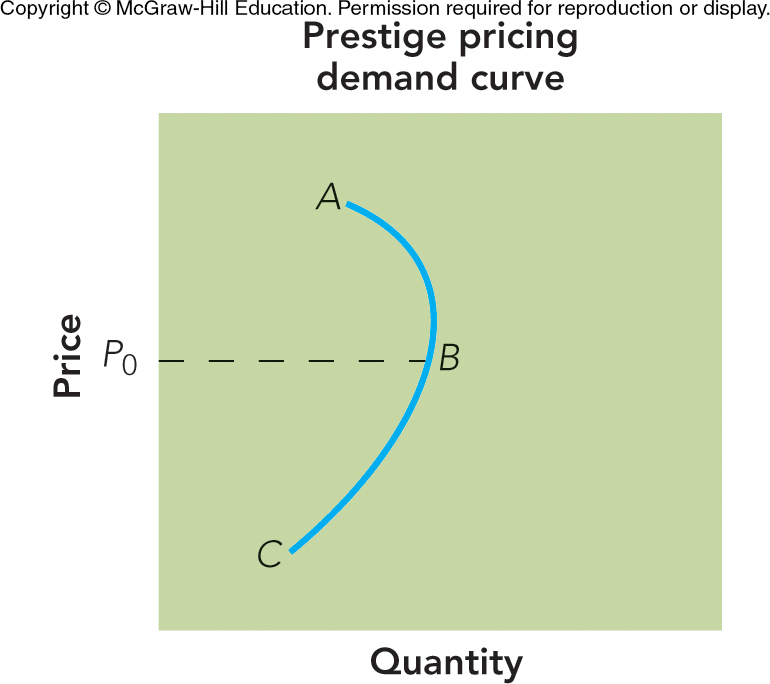 Copyright © McGraw-Hill Education. Permission required for reproduction or display.
Prestige pricing
demand curve
A
Price
P0
B
C
Quantity